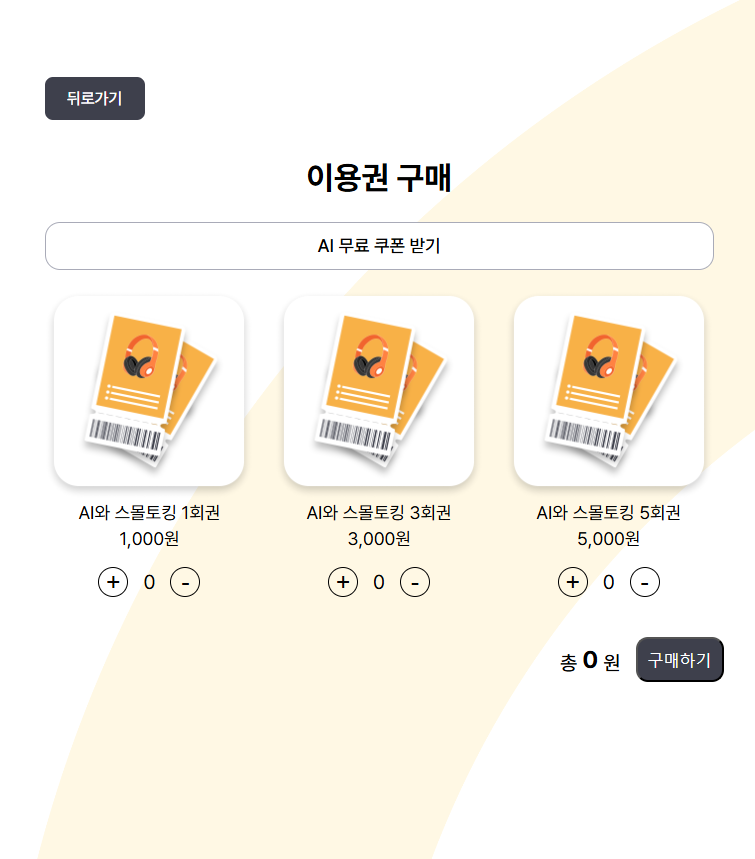 뒤로가기
이용권 구매
AI 무료 쿠폰 받기
AI와 스몰토킹 1회권
1,000원
+ 0 -
AI와 스몰토킹 3회권
3,000원
+ 0 -
AI와 스몰토킹 5회권
5,000원
+ 0 -
총 0 원
구매하기